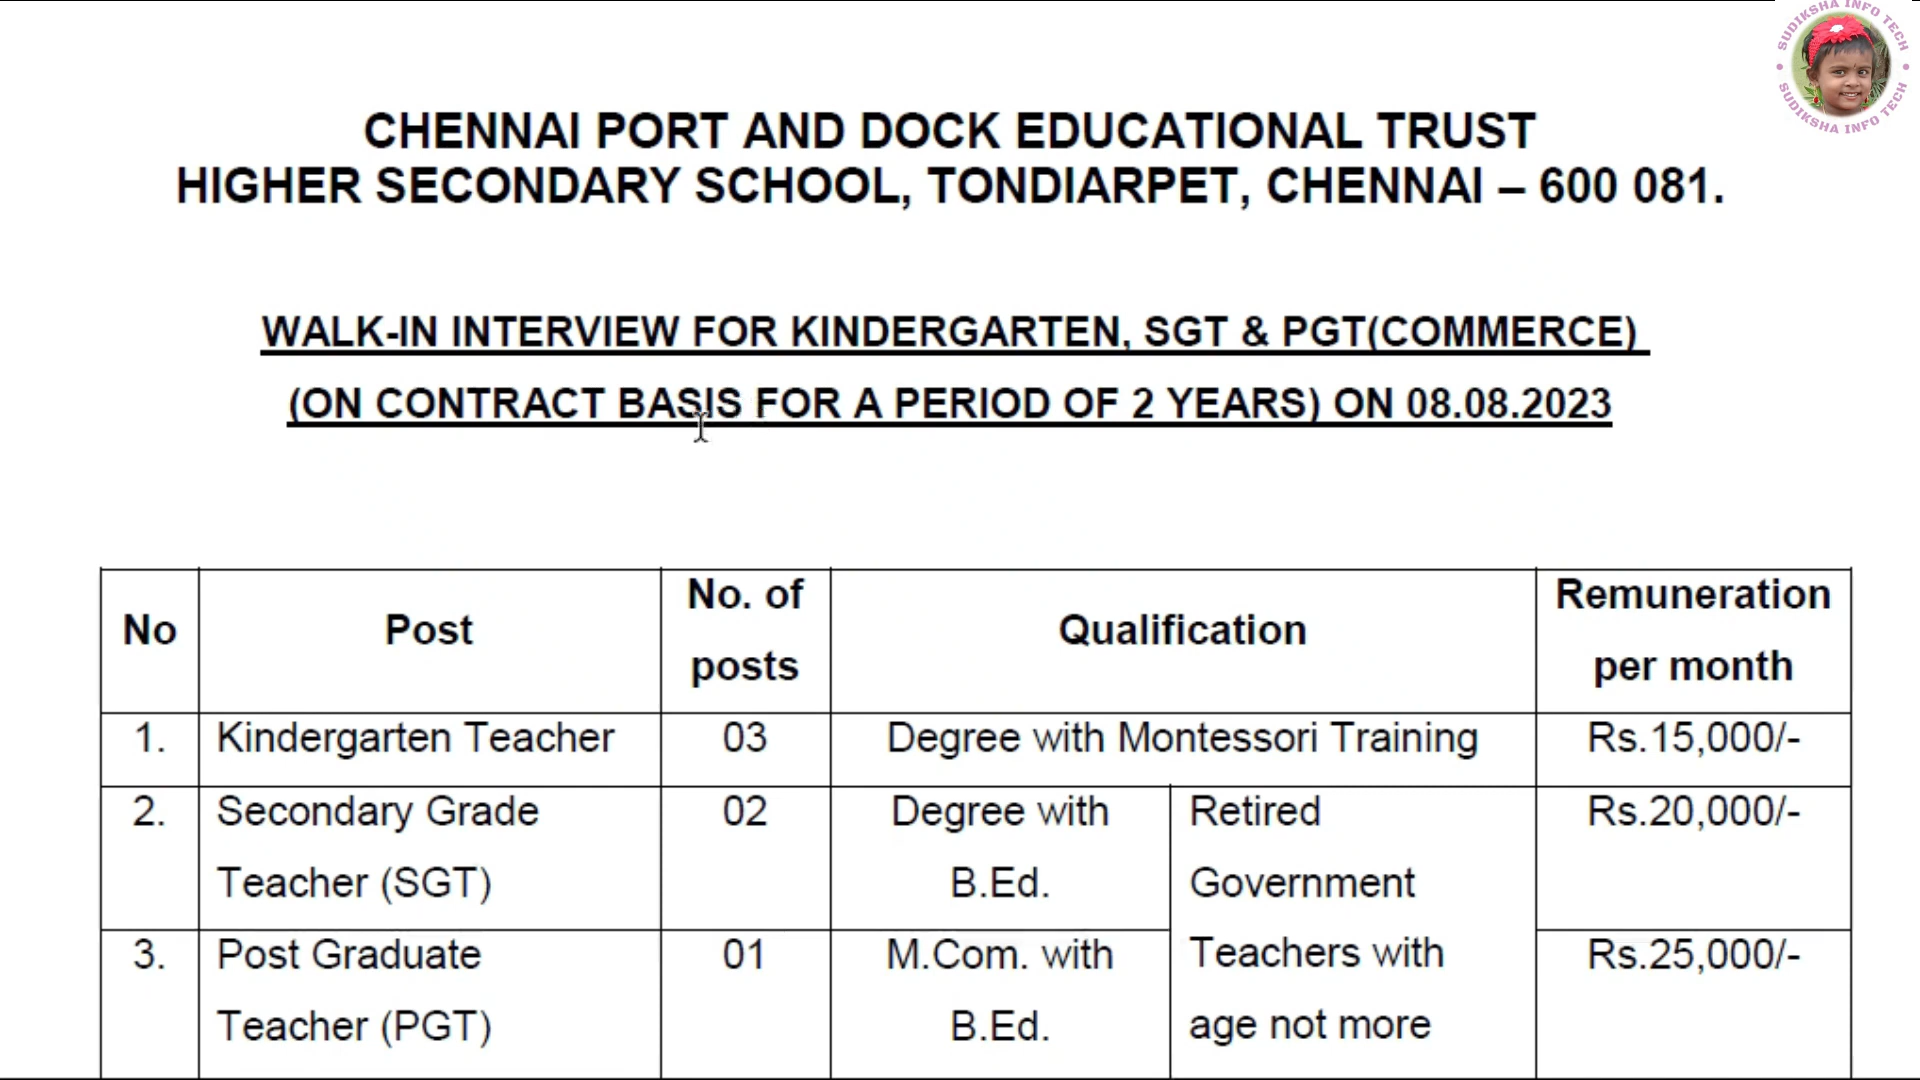 SUDIKSHA INFO TECH
SUDIKSHA INFO TECH
CHENNAI PORT AND DOCK EDUCATIONAL TRUST
HIGHER SECONDARY SCHOOL, TONDIARPET, CHENNAI – 600 081.
WALK-IN INTERVIEW FOR KINDERGARTEN, SGT & PGT(COMMERCE)
(ON CONTRACT BASIS FOR A PERIOD OF 2 YEARS) ON 08.08.2023
No Post No. of posts Qualification Remuneration per month
1. Kindergarten Teacher 03 Degree with Montessori Training Rs.15,000/-
2. Secondary Grade 02 Degree with Retired Rs.20,000/-
Teacher (SGT) B.Ed. Government
3. Post Graduate 01 M.Com. with Teachers with Rs.25,000/-
Teacher (PGT) B.Ed. age not more